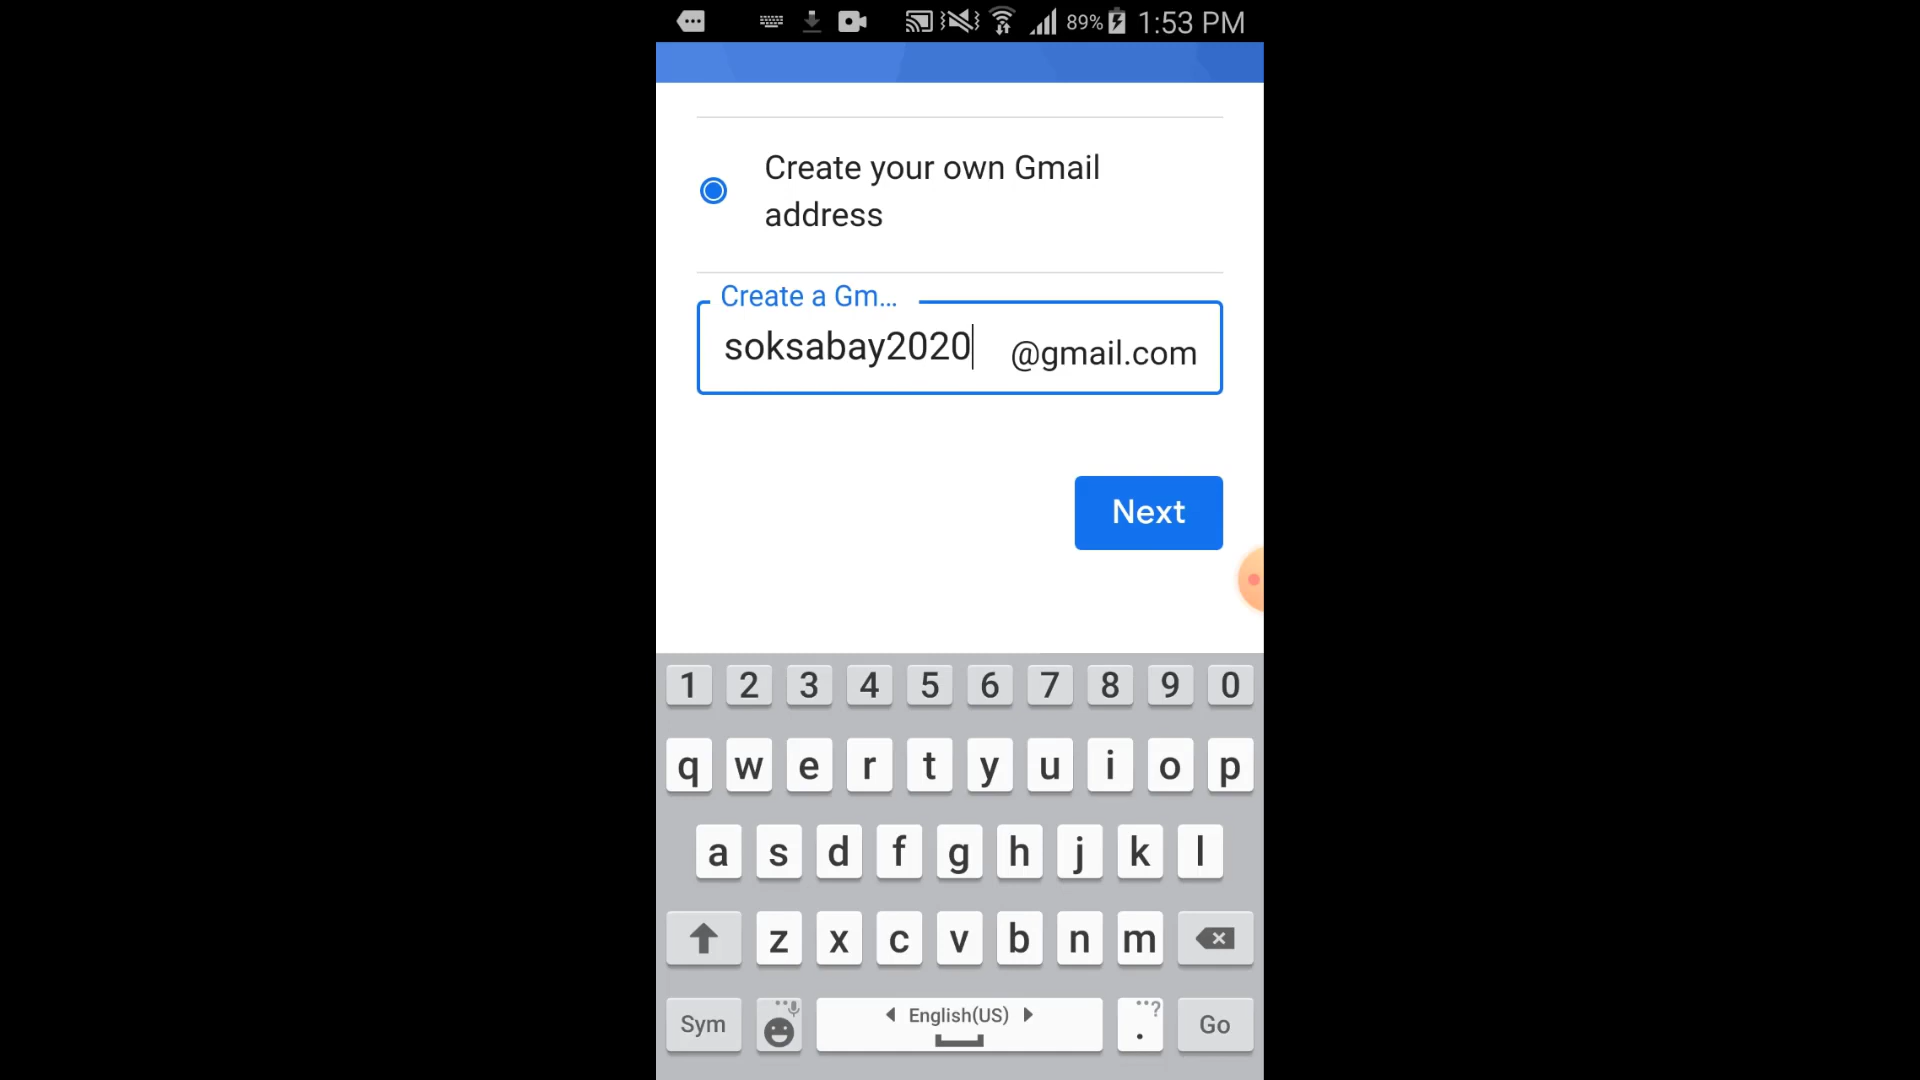 89% 1:53 PM
Create your own Gmail
address
Create a Gm...
soksabay2020 @gmail.com
Next
1 2 3 4 5 6 7 8 9 0
q w e r t y u i o p
a s d f g h j k l
z x c v b n m
Sym English(US) . ? Go